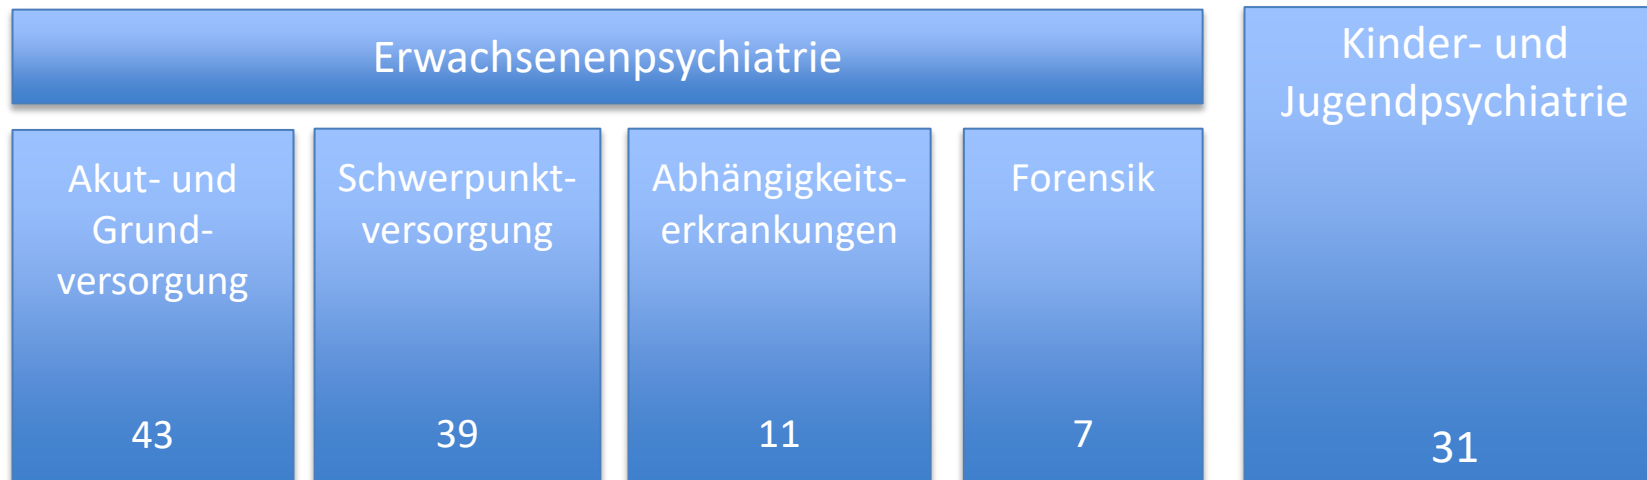 Erwachsenenpsychiatrie
Akut- und
Grund-
versorgung
43
Schwerpunkt-
versorgung
39
Abhängigkeits-
erkrankungen
11
Forensik
7
Kinder- und
Jugendpsychiatrie
31